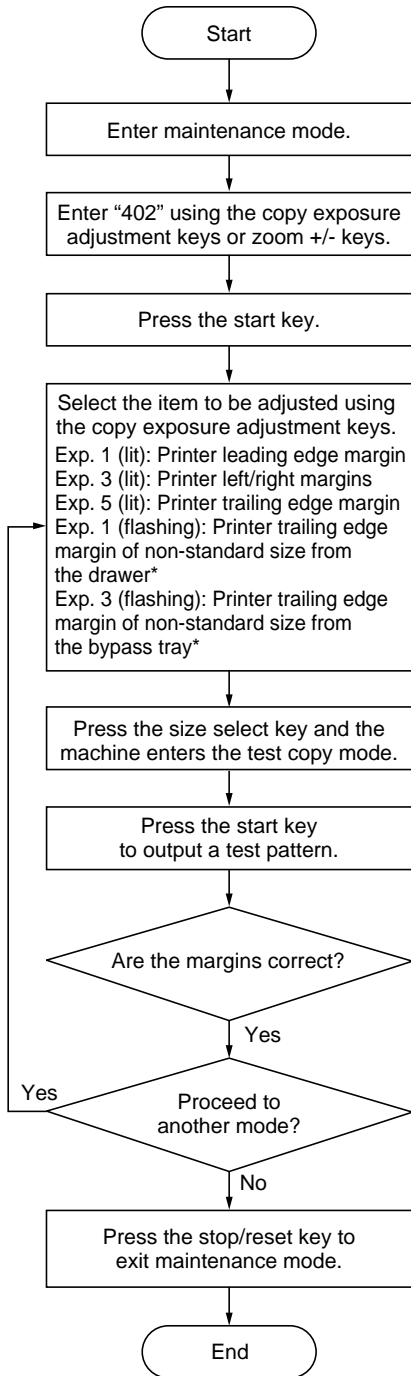 Start
Enter maintenance mode.
Enter “402” using the copy exposure
adjustment keys or zoom +/- keys.
Press the start key.
Select the item to be adjusted using
the copy exposure adjustment keys.
Exp. 1 (lit): Printer leading edge margin
Exp. 3 (lit): Printer left/right margins
Exp. 5 (lit): Printer trailing edge margin
Exp. 1 (flashing): Printer trailing edge
margin of non-standard size from
the drawer*
Exp. 3 (flashing): Printer trailing edge
margin of non-standard size from
the bypass tray*
Press the size select key and the
machine enters the test copy mode.
Press the start key
to output a test pattern.
Are the margins correct?
Yes
Yes
Proceed to
another mode?
No
Press the stop/reset key to
exit maintenance mode.
End